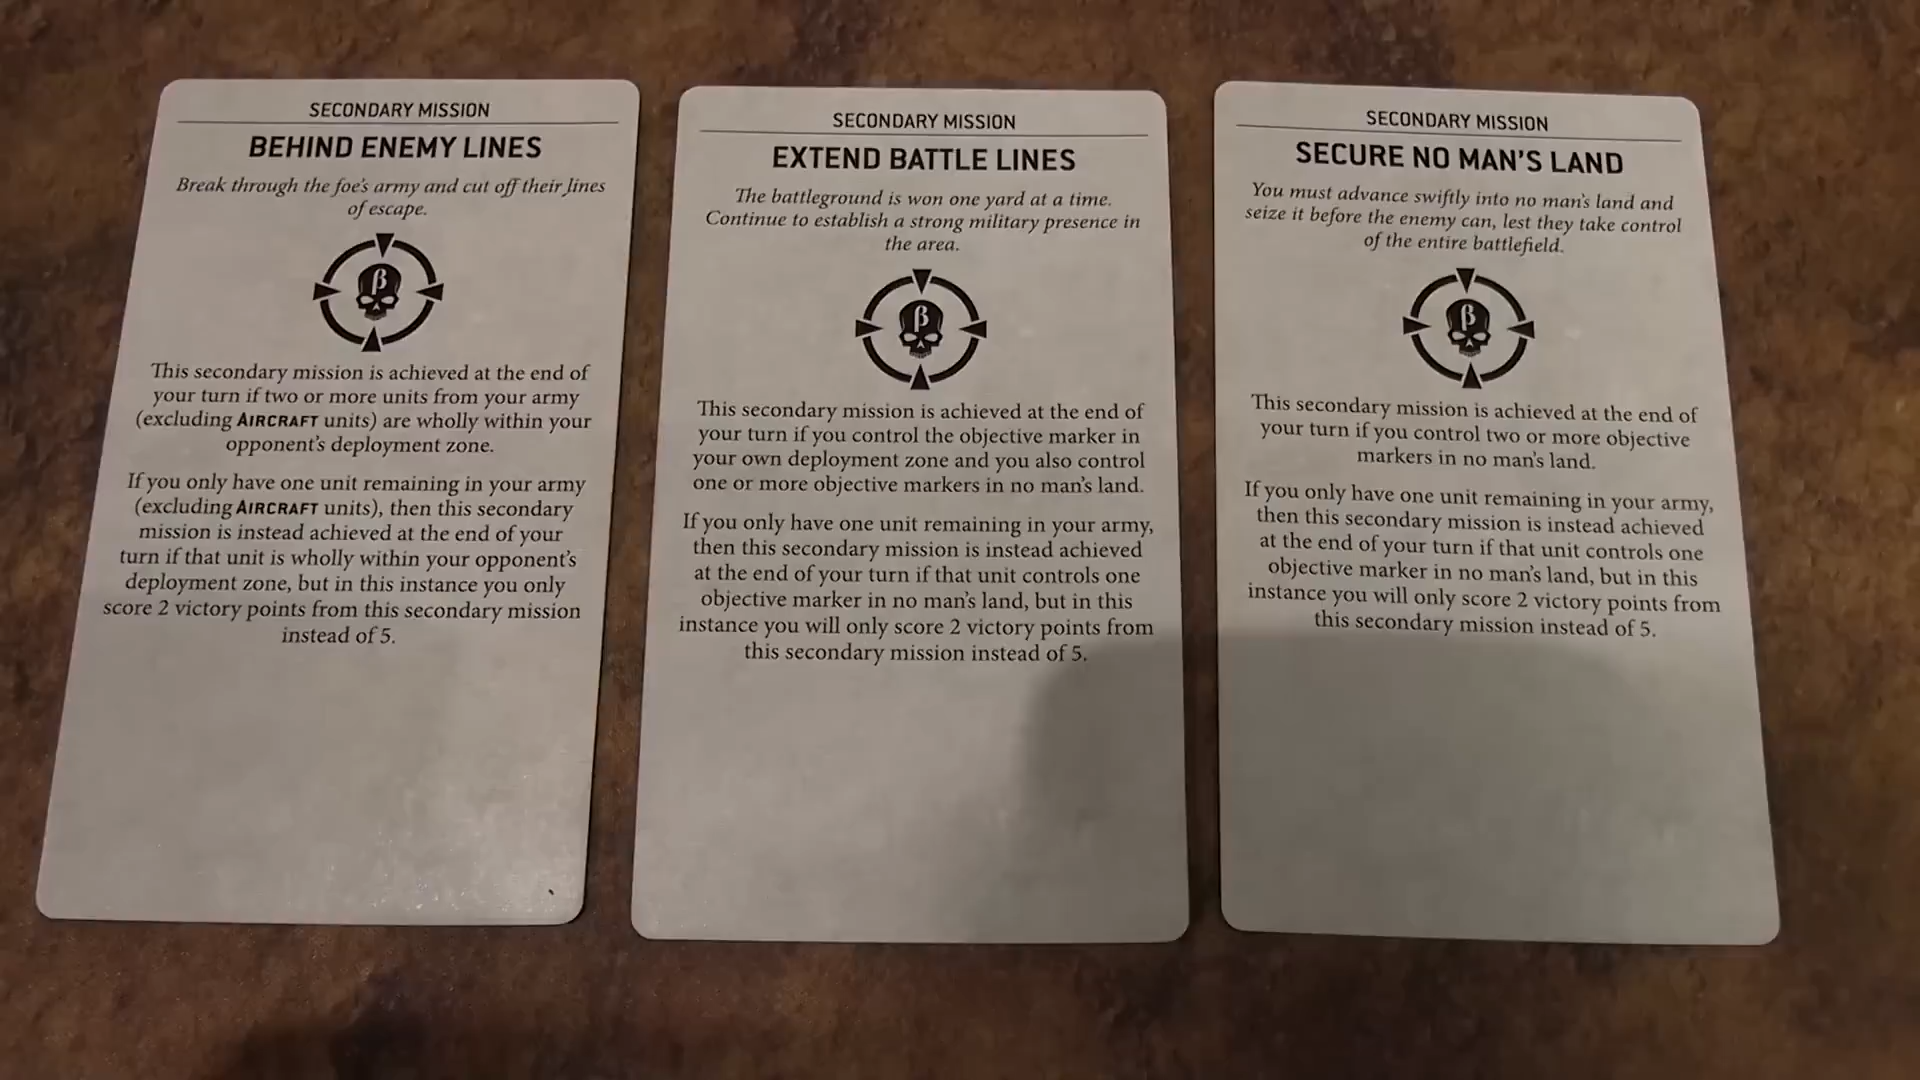 SECONDARY MISSION
BEHIND ENEMY LINES
Break through the foe's army and cut off their lines
of escape.
β
This secondary mission is achieved at the end of
your turn if two or more units from your army
(excluding AIRCRAFT units) are wholly within your
opponent's deployment zone.
If you only have one unit remaining in your army
(excluding AIRCRAFT units), then this secondary
mission is instead achieved at the end of your
turn if that unit is wholly within your opponent's
deployment zone, but in this instance you only
score 2 victory points from this secondary mission
instead of 5.
SECONDARY MISSION
EXTEND BATTLE LINES
The battleground is won one yard at a time.
Continue to establish a strong military presence in
the area.
β
This secondary mission is achieved at the end of
your turn if you control the objective marker in
your own deployment zone and you also control
one or more objective markers in no man's land.
If you only have one unit remaining in your army,
then this secondary mission is instead achieved
at the end of your turn if that unit controls one
objective marker in no man's land, but in this
instance you will only score 2 victory points from
this secondary mission instead of 5.
SECONDARY MISSION
SECURE NO MAN'S LAND
You must advance swiftly into no man's land and
seize it before the enemy can, lest they take control
of the entire battlefield.
β
This secondary mission is achieved at the end of
your turn if you control two or more objective
markers in no man's land.
If you only have one unit remaining in your army,
then this secondary mission is instead achieved
at the end of your turn if that unit controls one
objective marker in no man's land, but in this
instance you will only score 2 victory points from
this secondary mission instead of 5.